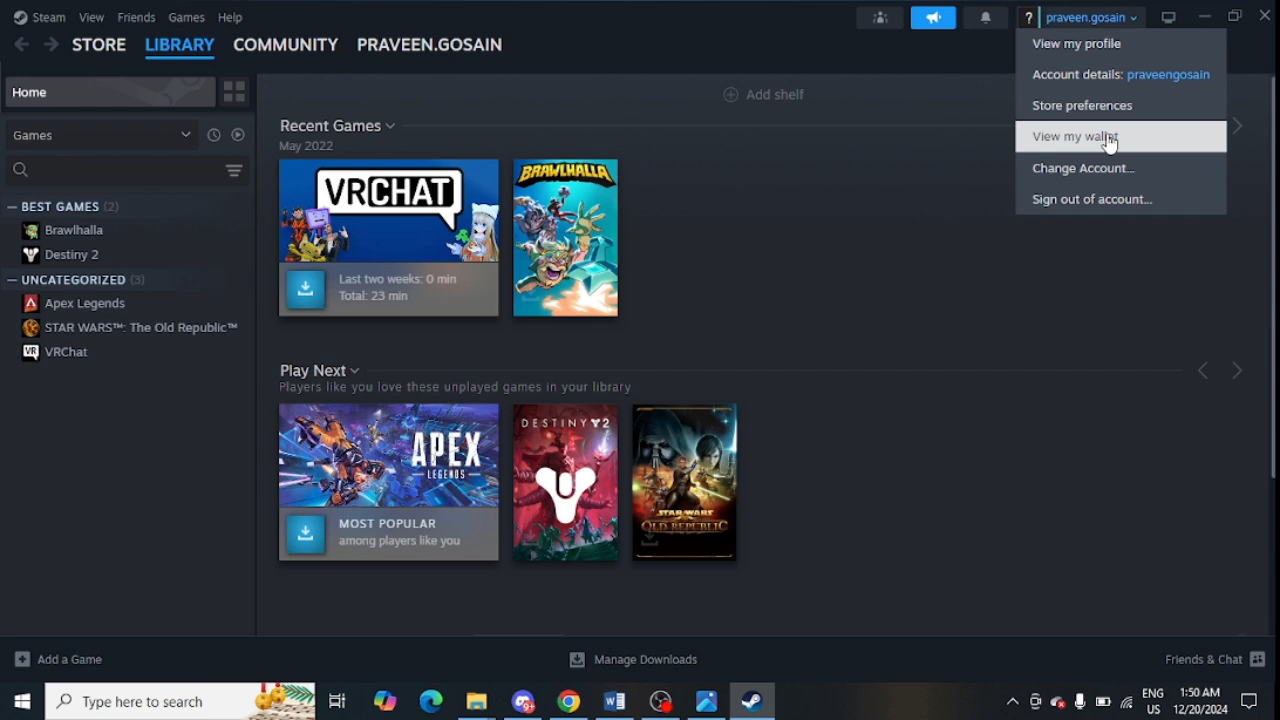 Steam View Friends Games Help
? praveen.gosain
STORE LIBRARY COMMUNITY PRAVEEN.GOSAIN
View my profile
Account details: praveengosain
Store preferences
View my wallet
Change Account...
Sign out of account...
Home
Games
— BEST GAMES (2)
Brawlhalla
Destiny 2
— UNCATEGORIZED (3)
Apex Legends
STAR WARS™: The Old Republic™
VR VRChat
Add shelf
Recent Games
May 2022
VRCHAT
BRAWLHALLA
Last two weeks: 0 min
Total: 23 min
Play Next
Players like you love these unplayed games in your library
APEX
LEGENDS
DESTINY 2
STAR WARS
OLD REPUBLIC
MOST POPULAR
among players like you
Add a Game
Manage Downloads
Friends & Chat
Type here to search
9+
ENG
US
1:50 AM
12/20/2024